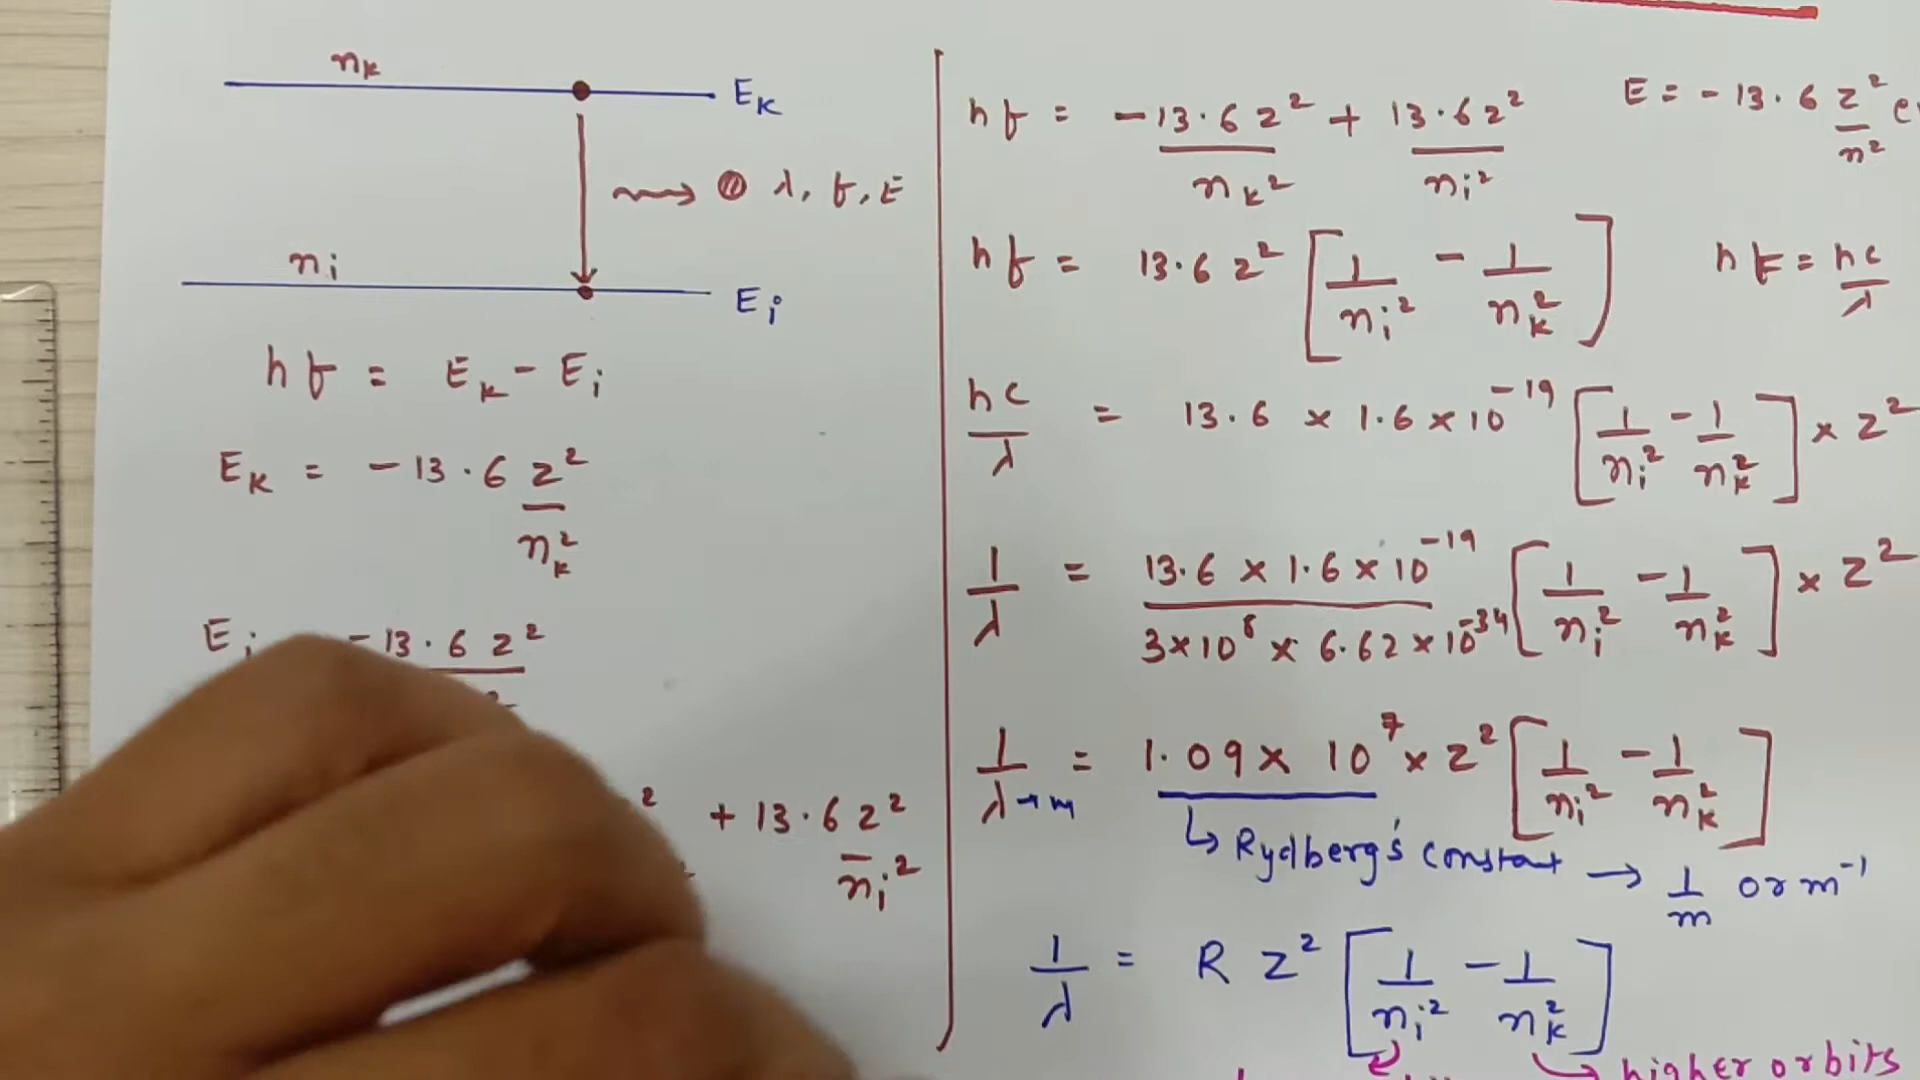 nₖ
Eₖ
λ, f, E
nᵢ
Eᵢ
hf = Eₖ - Eᵢ
Eₖ = -13.6 z²/nₖ²
Eᵢ -13.6 z²
² + 13.6 z²/nᵢ²
hf = -13.6 z²/nₖ² + 13.6 z²/nᵢ²
E = -13.6 z²/n²
hf = 13.6 z² [1/nᵢ² - 1/nₖ²]
hf = hc/λ
hc/λ = 13.6 × 1.6 × 10⁻¹⁹ [1/nᵢ² - 1/nₖ²] × z²
1/λ = 13.6 × 1.6 × 10⁻¹⁹ / 3×10⁸ × 6.62 × 10⁻³⁴ [1/nᵢ² - 1/nₖ²] × z²
1/λ→m = 1.09 × 10⁷ × z² [1/nᵢ² - 1/nₖ²]
↳ Rydberg's constant → 1/m or m⁻¹
1/λ = R z² [1/nᵢ² - 1/nₖ²]
higher orbits